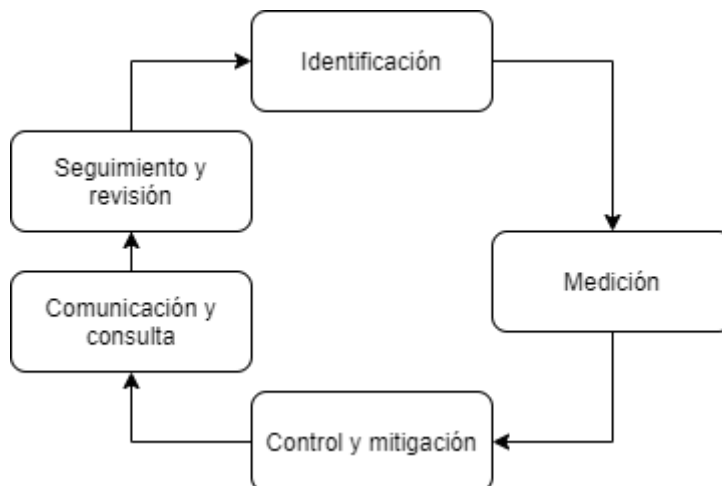 Identificación
Seguimiento y
revisión
Medición
Comunicación y
consulta
Control y mitigación